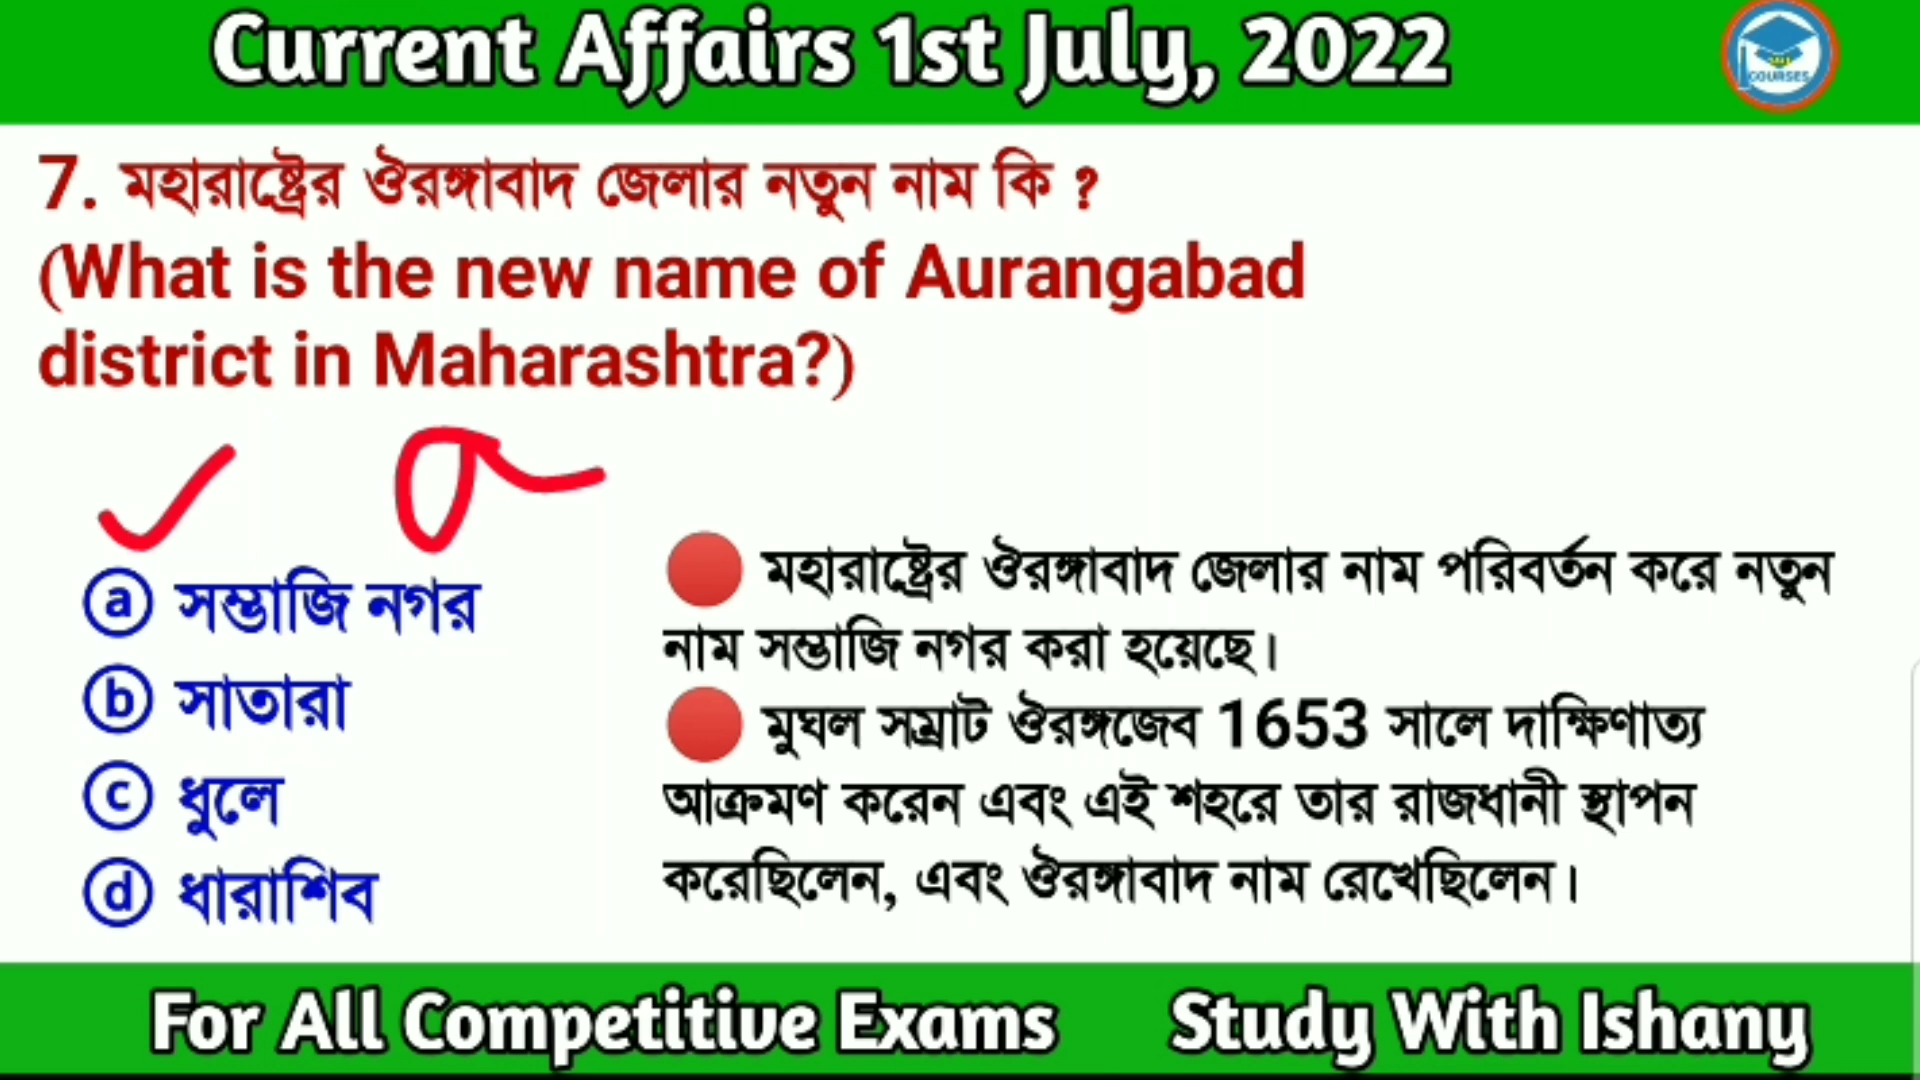 Current Affairs 1st July, 2022
COURSES
7. মহারাষ্ট্রের ঔরঙ্গাবাদ জেলার নতুন নাম কি ?
(What is the new name of Aurangabad
district in Maharashtra?)
ⓐ সম্ভাজি নগর
ⓑ সাতারা
ⓒ ধুলে
ⓓ ধারাশিব
মহারাষ্ট্রের ঔরঙ্গাবাদ জেলার নাম পরিবর্তন করে নতুন
নাম সম্ভাজি নগর করা হয়েছে।
মুঘল সম্রাট ঔরঙ্গজেব 1653 সালে দাক্ষিণাত্য
আক্রমণ করেন এবং এই শহরে তার রাজধানী স্থাপন
করেছিলেন, এবং ঔরঙ্গাবাদ নাম রেখেছিলেন।
For All Competitive Exams
Study With Ishany